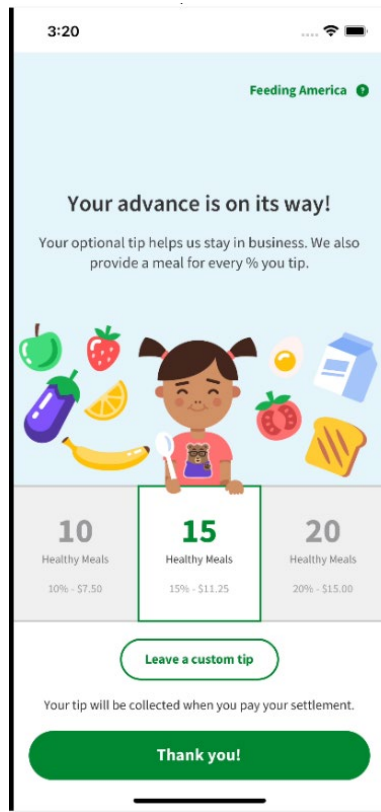 3:20
Feeding America ?
Your advance is on its way!
Your optional tip helps us stay in business. We also
provide a meal for every % you tip.
10
Healthy Meals
10% - $7.50
15
Healthy Meals
15% - $11.25
20
Healthy Meals
20% - $15.00
Leave a custom tip
Your tip will be collected when you pay your settlement.
Thank you!